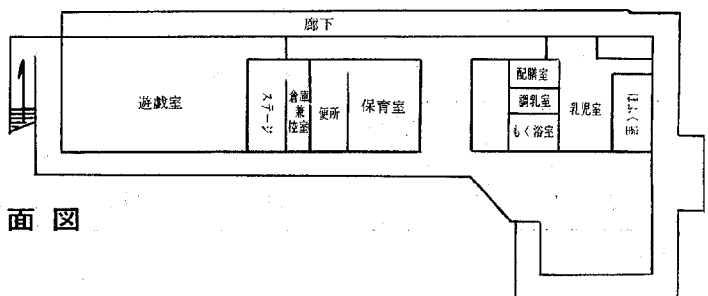 廊下
遊戯室
ステージ
倉庫兼控室
便所
保育室
配膳室
調乳室
もく浴室
乳児室
ほふく室
面図